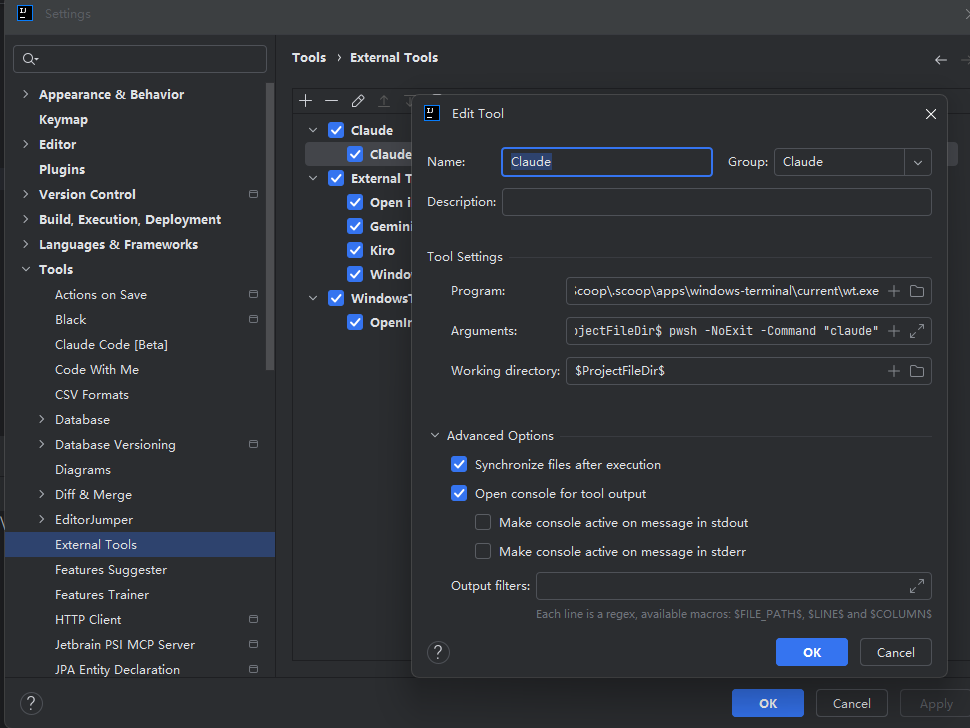 Settings
Tools › External Tools
Appearance & Behavior
Keymap
Editor
Plugins
Version Control
Build, Execution, Deployment
Languages & Frameworks
Tools
Actions on Save
Black
Claude Code [Beta]
Code With Me
CSV Formats
Database
Database Versioning
Diagrams
Diff & Merge
EditorJumper
External Tools
Features Suggester
Features Trainer
HTTP Client
Jetbrain PSI MCP Server
JPA Entity Declaration
Claude
Claude
External T
Open i
Gemini
Kiro
Windo
WindowsT
OpenIn
Edit Tool
Name: Claude Group: Claude
Description:
Tool Settings
Program: Scoop\.scoop\apps\windows-terminal\current\wt.exe
Arguments: ojectFileDir$ pwsh -NoExit -Command "claude"
Working directory: $ProjectFileDir$
Advanced Options
Synchronize files after execution
Open console for tool output
Make console active on message in stdout
Make console active on message in stderr
Output filters:
Each line is a regex, available macros: $FILE_PATH$, $LINE$ and $COLUMN$
? OK Cancel
? OK Cancel Apply